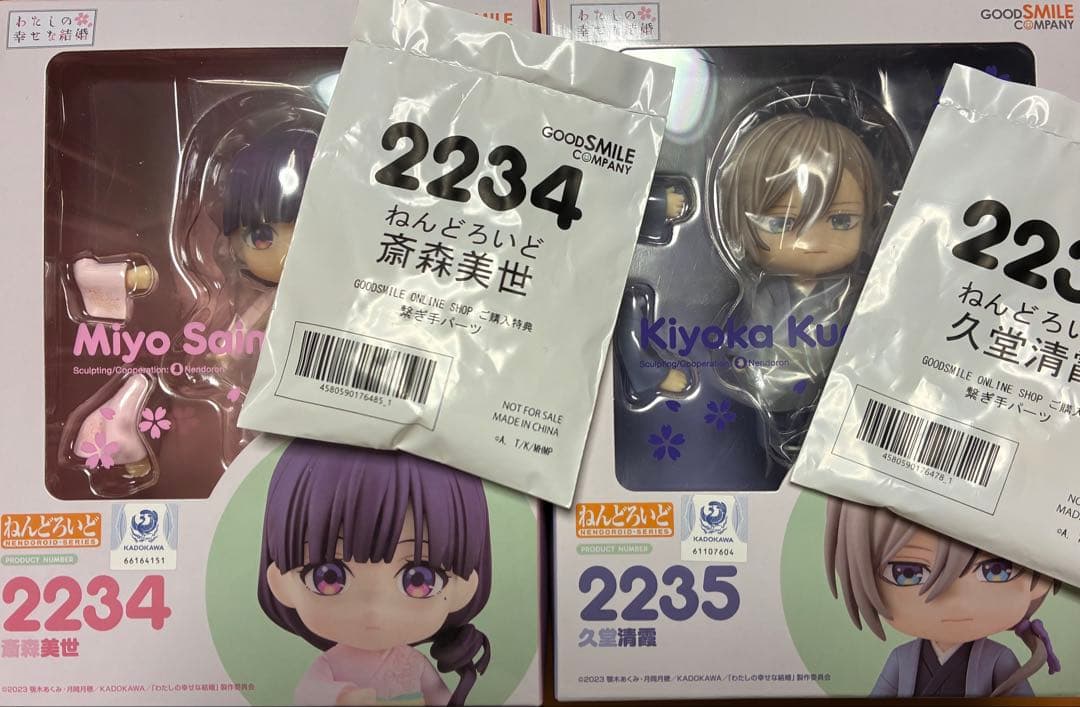 わたしの
幸せな結婚
SMILE
Miyo Sain
Sculpting/Cooperation: Nendoron
ねんどろいど
NENDOROID-SERIES
KADOKAWA
66164151
PRODUCT NUMBER
2234
斎森美世
©2023 顎木あくみ・月岡月穂/KADOKAWA/「わたしの幸せな結婚」製作委員会
GOODSMILE
COMPANY
2234
ねんどろいど
斎森美世
GOODSMILE ONLINE SHOP ご購入特典
繋ぎ手パーツ
4580590176485_1
NOT FOR SALE
MADE IN CHINA
©A. T/K/MHMP
わたしの
幸せな結婚
GOODSMILE
COMPANY
Kiyoka Ku
Sculpting/Cooperation: Nendoron
ねんどろいど
NENDOROID-SERIES
KADOKAWA
61107604
PRODUCT NUMBER
2235
久堂清霞
©2023 顎木あくみ・月岡月穂/KADOKAWA/「わたしの幸せな結婚」製作委員会
223
ねんどろい
久堂清霞
GOODSMILE ONLINE SHOP ご購入
繋ぎ手パーツ
4580590176478_1
NOT
MADE
©A.